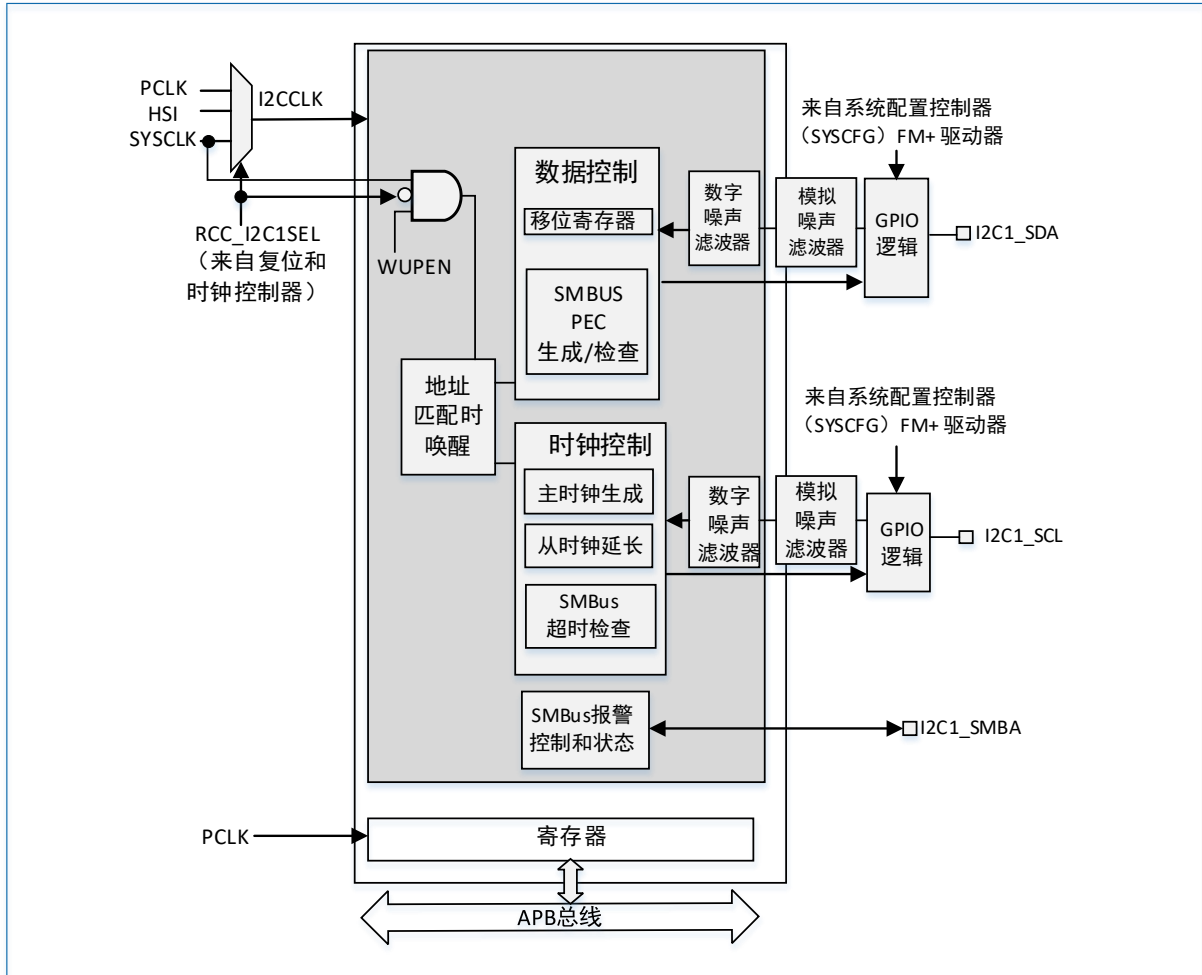 PCLK
HSI
SYSCLK
I2CCLK
RCC_I2C1SEL
（来自复位和
时钟控制器）
WUPEN
数据控制
移位寄存器
SMBUS
PEC
生成/检查
数字
噪声
滤波器
模拟
噪声
滤波器
来自系统配置控制器
（SYSCFG）FM+ 驱动器
GPIO
逻辑
I2C1_SDA
地址
匹配时
唤醒
时钟控制
主时钟生成
从时钟延长
SMBus
超时检查
数字
噪声
滤波器
模拟
噪声
滤波器
来自系统配置控制器
（SYSCFG）FM+ 驱动器
GPIO
逻辑
I2C1_SCL
SMBus报警
控制和状态
I2C1_SMBA
PCLK
寄存器
APB总线